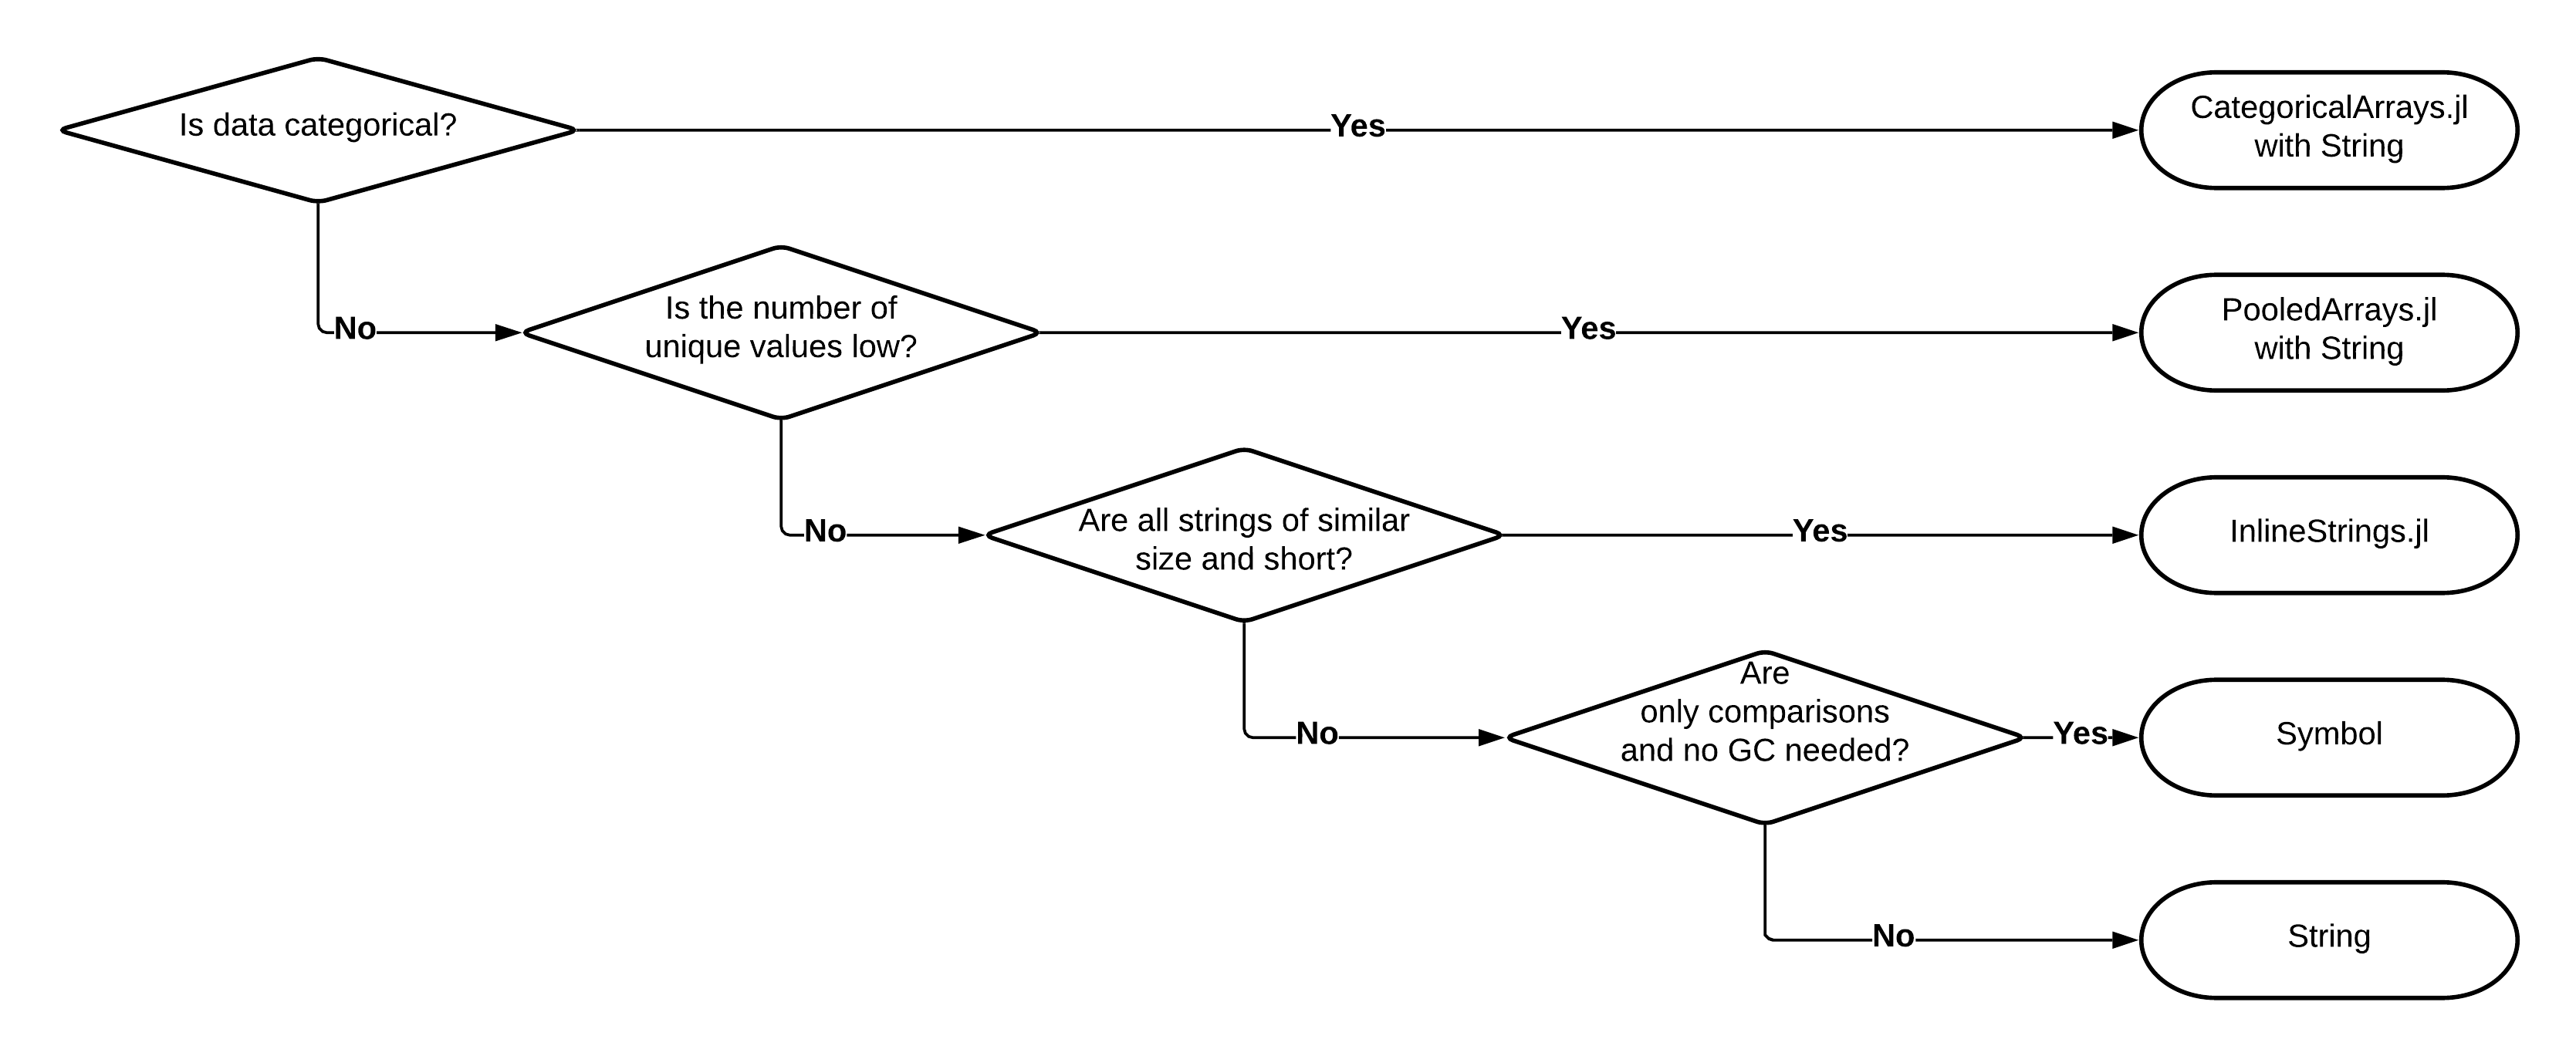 Is data categorical?
Yes
CategoricalArrays.jl
with String
No
Is the number of
unique values low?
Yes
PooledArrays.jl
with String
No
Are all strings of similar
size and short?
Yes
InlineStrings.jl
No
Are
only comparisons
and no GC needed?
Yes
Symbol
No
String